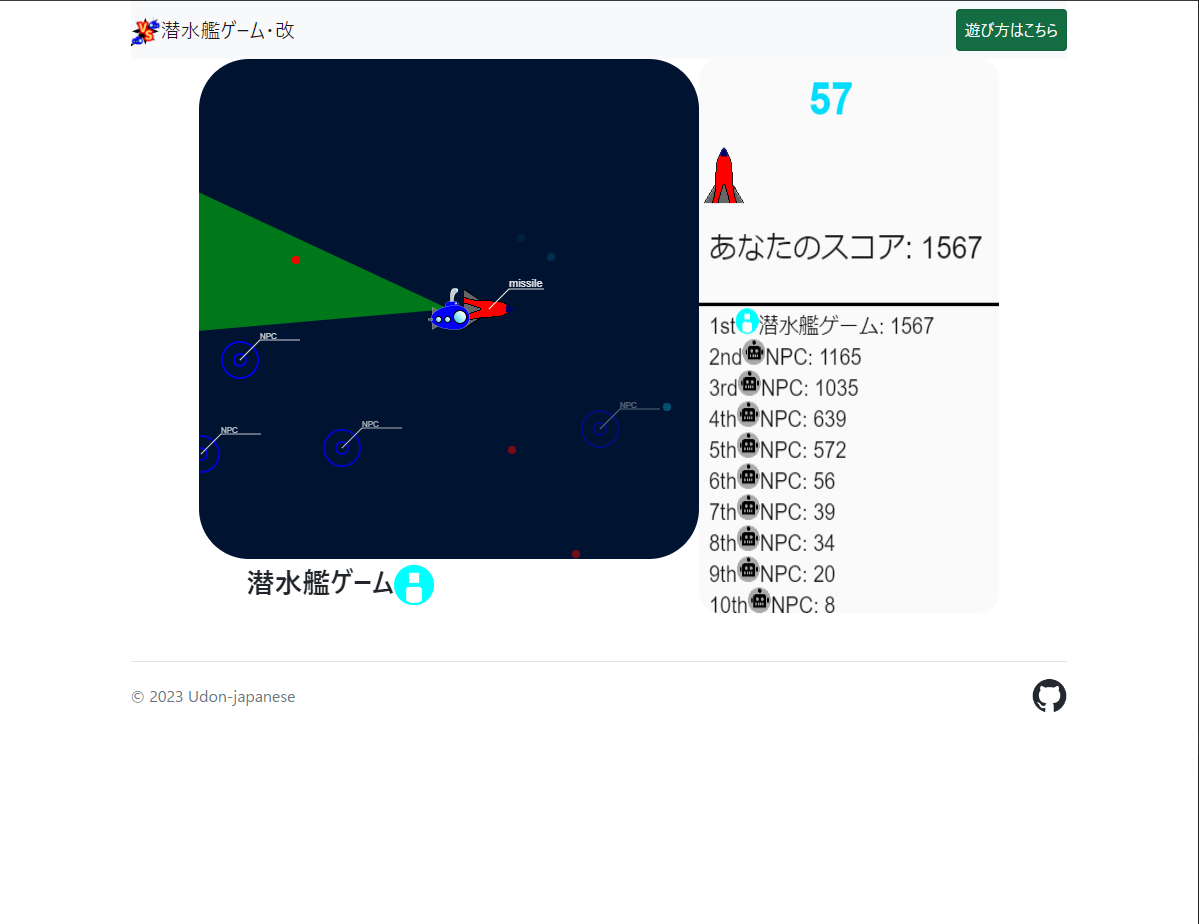 潜水艦ゲーム・改
遊び方はこちら
missile
NPC
NPC
NPC
NPC
潜水艦ゲーム
57
あなたのスコア: 1567
1st潜水艦ゲーム: 1567
2ndNPC: 1165
3rdNPC: 1035
4thNPC: 639
5thNPC: 572
6thNPC: 56
7thNPC: 39
8thNPC: 34
9thNPC: 20
10thNPC: 8
© 2023 Udon-japanese